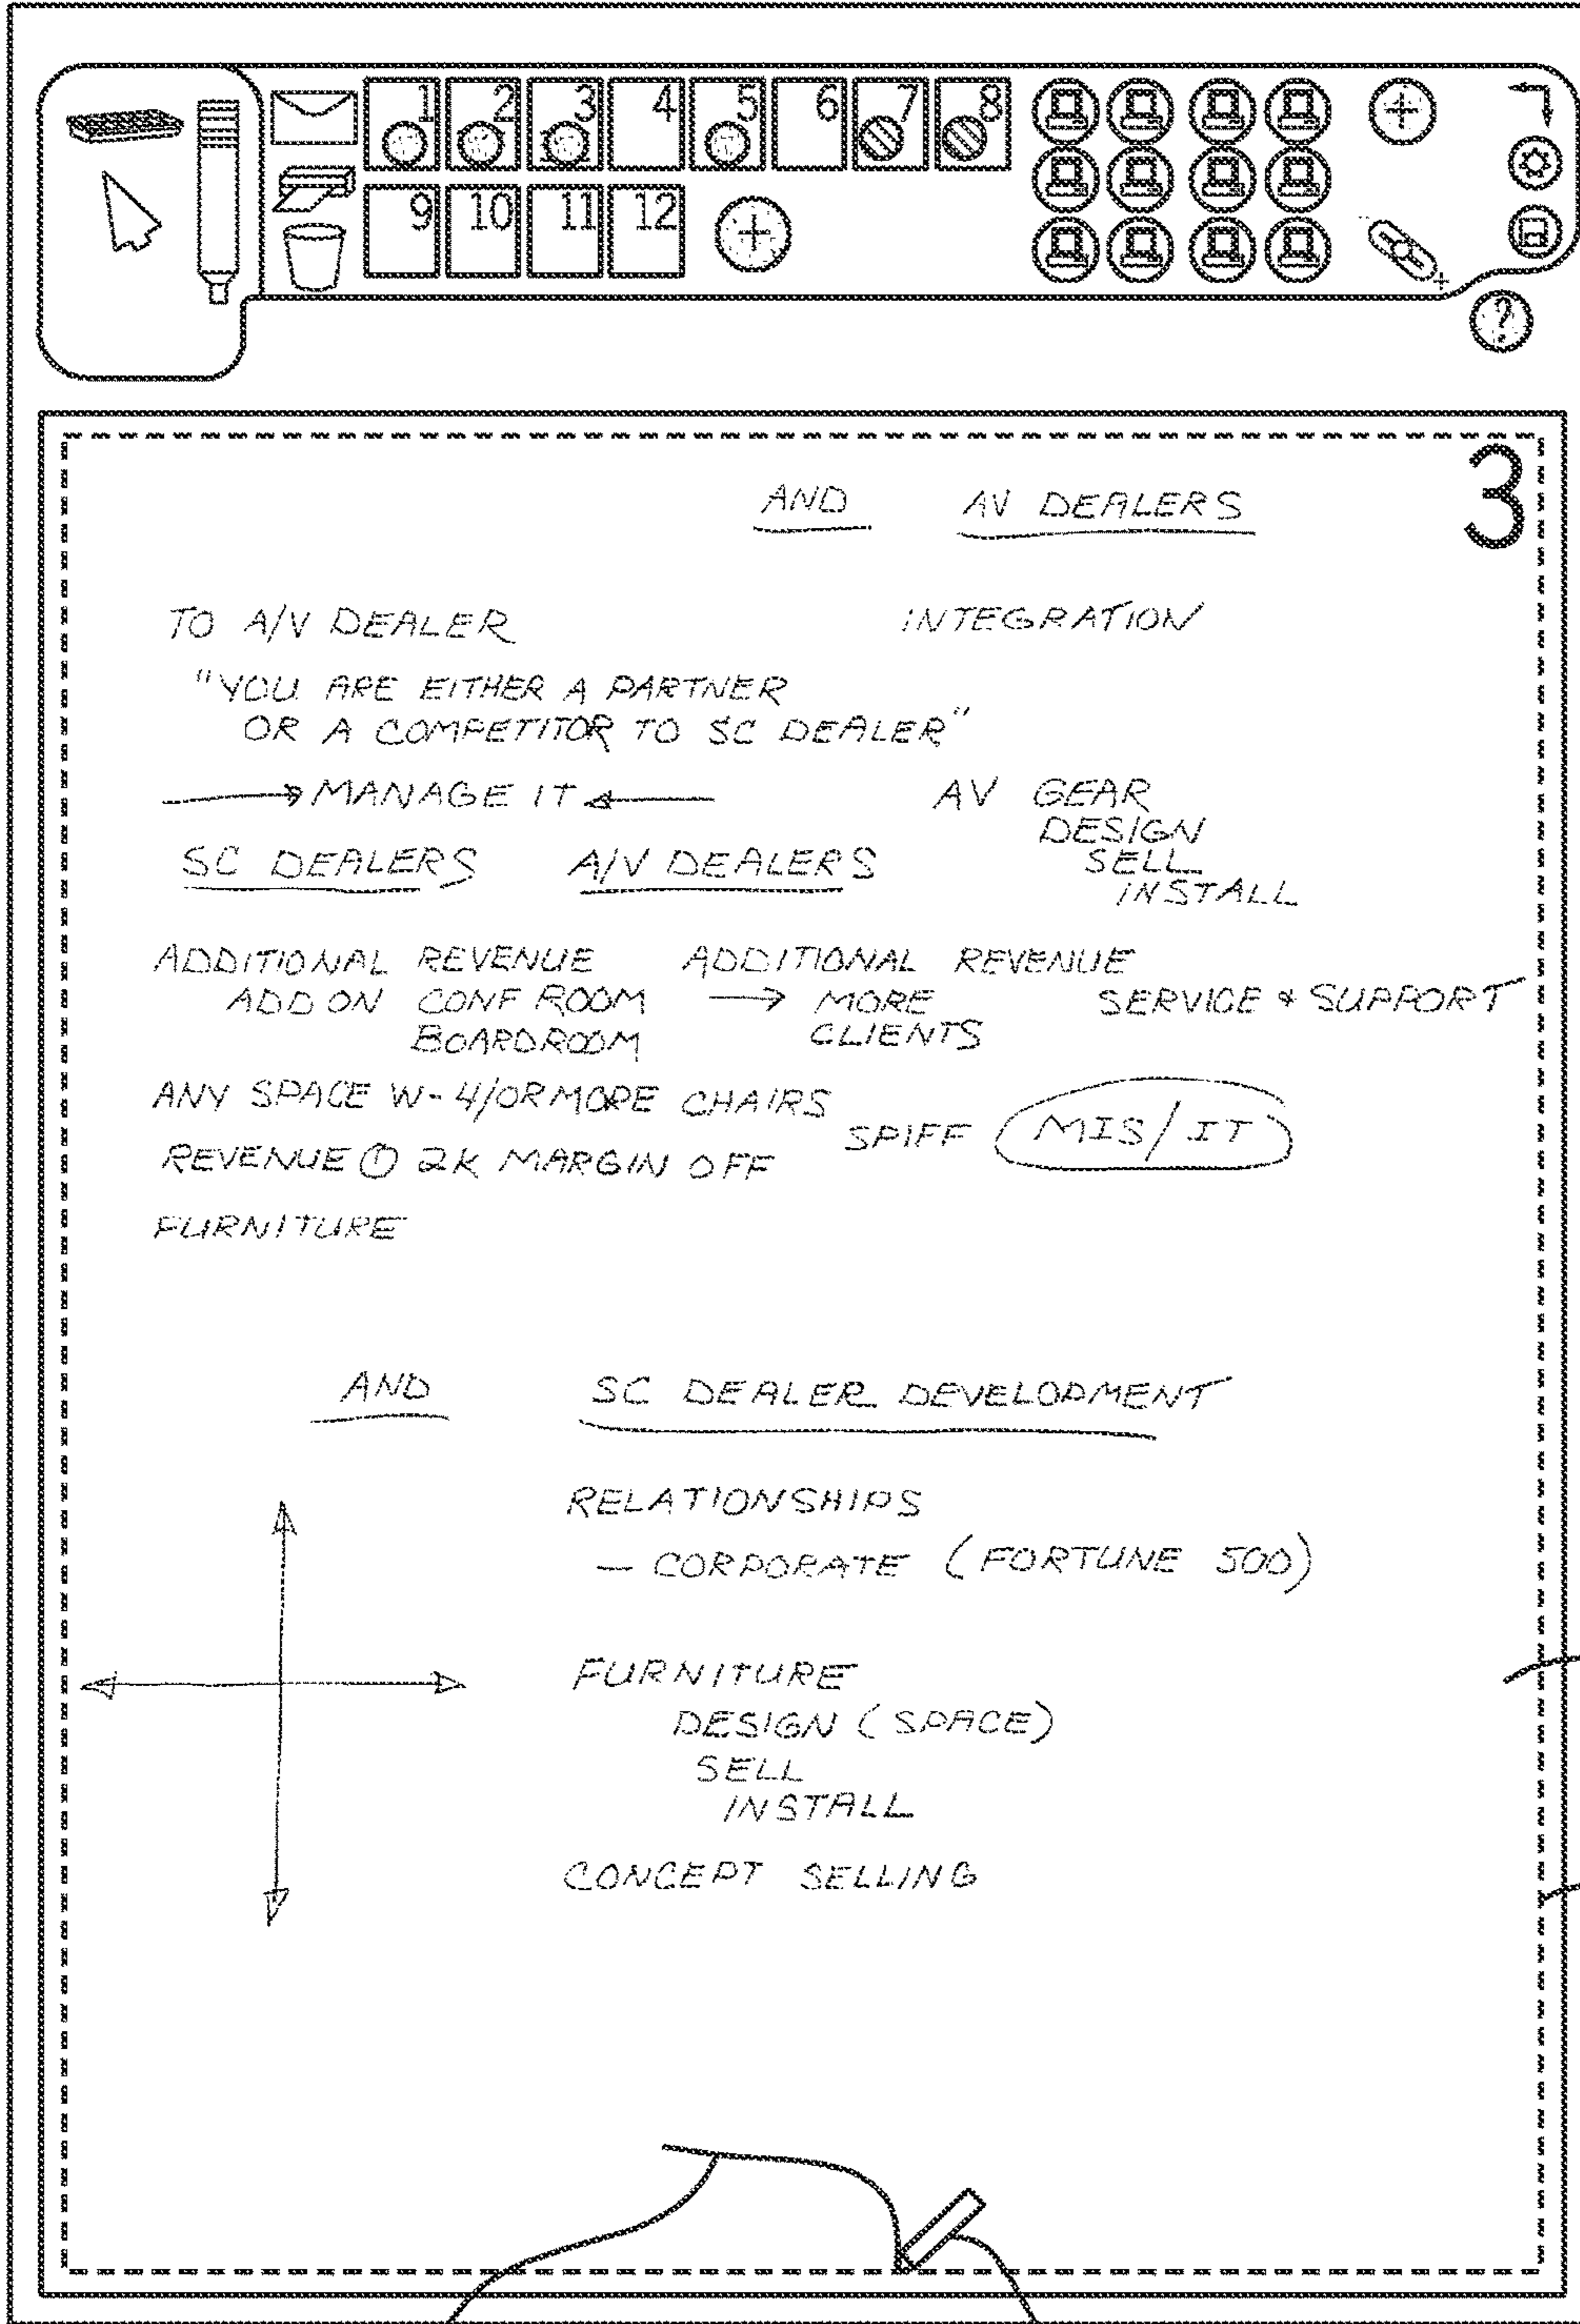 1 2 3 4 5 6 7 8
9 10 11 12
?
3
AND AV DEALERS
TO A/V DEALER INTEGRATION
"YOU ARE EITHER A PARTNER
OR A COMPETITOR TO SC DEALER"
MANAGE IT AV GEAR
DESIGN
SC DEALERS A/V DEALERS SELL
INSTALL
ADDITIONAL REVENUE ADDITIONAL REVENUE
ADD ON CONF ROOM → MORE SERVICE & SUPPORT
BOARDROOM CLIENTS
ANY SPACE W-4/OR MORE CHAIRS
SPIFF MIS/IT
REVENUE ① 2K MARGIN OFF
FURNITURE
AND SC DEALER DEVELOPMENT
RELATIONSHIPS
— CORPORATE (FORTUNE 500)
FURNITURE
DESIGN (SPACE)
SELL
INSTALL
CONCEPT SELLING